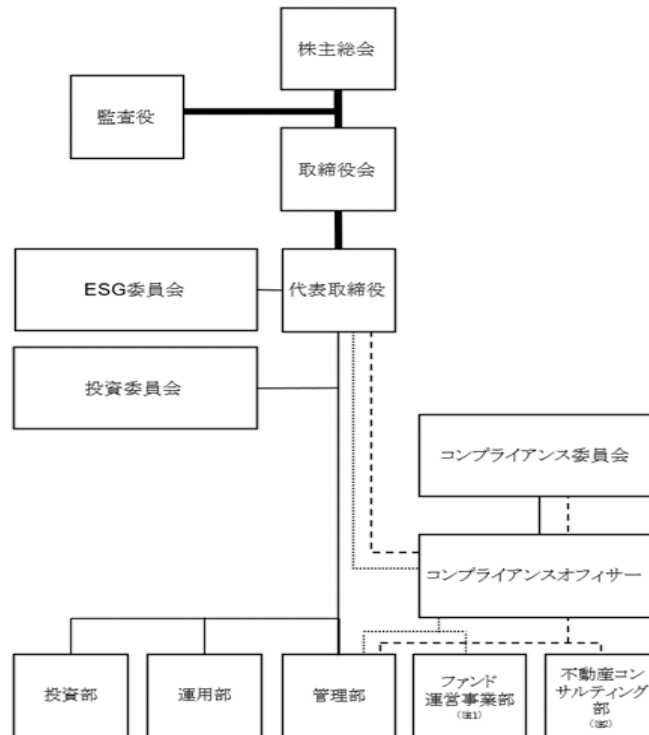 株主総会
監査役
取締役会
ESG委員会
代表取締役
投資委員会
コンプライアンス委員会
コンプライアンスオフィサー
投資部
運用部
管理部
ファンド
運営事業部
(注1)
不動産コン
サルティング
部
(注2)